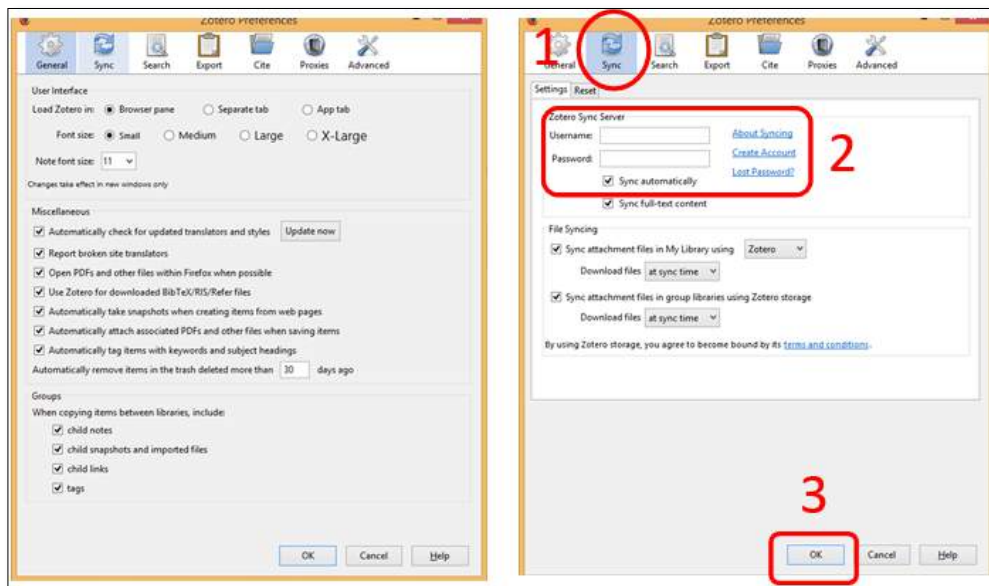 Zotero Preferences
General Sync Search Export Cite Proxies Advanced
User Interface
Load Zotero in: Browser pane Separate tab App tab
Font size: Small Medium Large X-Large
Note font size: 11
Changes take effect in new windows only
Miscellaneous
Automatically check for updated translators and styles Update now
Report broken site translators
Open PDFs and other files within Firefox when possible
Use Zotero for downloaded BibTeX/RIS/Refer files
Automatically take snapshots when creating items from web pages
Automatically attach associated PDFs and other files when saving items
Automatically tag items with keywords and subject headings
Automatically remove items in the trash deleted more than 30 days ago
Groups
When copying items between libraries, include:
child notes
child snapshots and imported files
child links
tags
OK Cancel Help
Zotero Preferences
1
General Sync Search Export Cite Proxies Advanced
Settings Reset
Zotero Sync Server
Username: About Syncing
Create Account
Password:
Lost Password?
2
Sync automatically
Sync full-text content
File Syncing
Sync attachment files in My Library using Zotero
Download files at sync time
Sync attachment files in group libraries using Zotero storage
Download files at sync time
By using Zotero storage, you agree to become bound by its terms and conditions.
3
OK Cancel Help